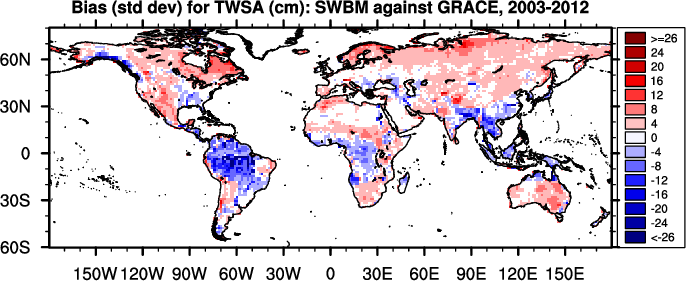 Bias (std dev) for TWSA (cm): SWBM against GRACE, 2003-2012
>=26
24
20
16
12
8
4
0
-4
-8
-12
-16
-20
-24
<-26
60N
30N
0
30S
60S
150W 120W 90W 60W 30W 0 30E 60E 90E 120E 150E